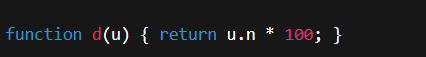 function d(u) { return u.n * 100; }